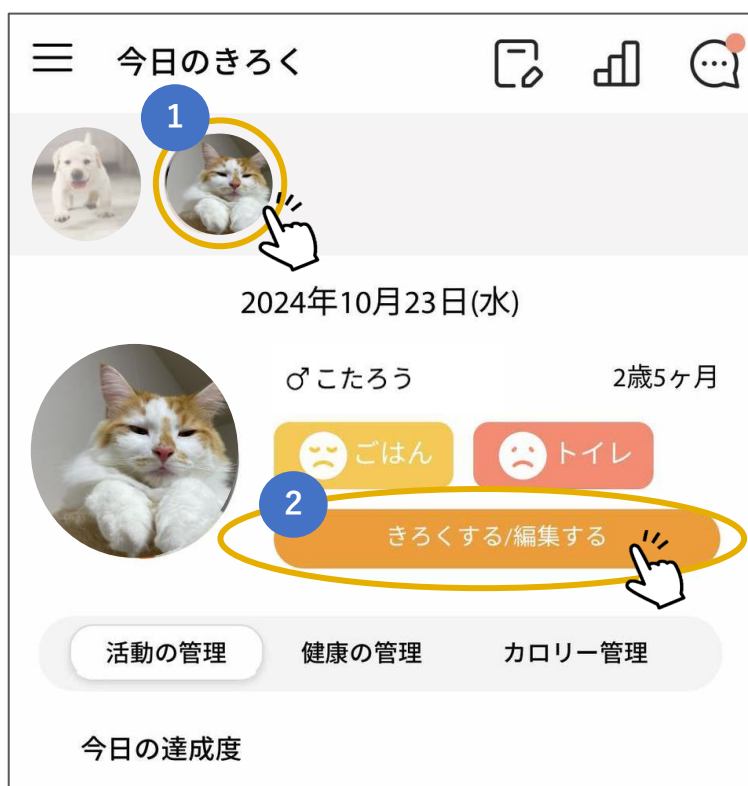 今日のきろく
1
2024年10月23日(水)
♂こたろう 2歳5ヶ月
ごはん トイレ
2
きろくする/編集する
活動の管理 健康の管理 カロリー管理
今日の達成度